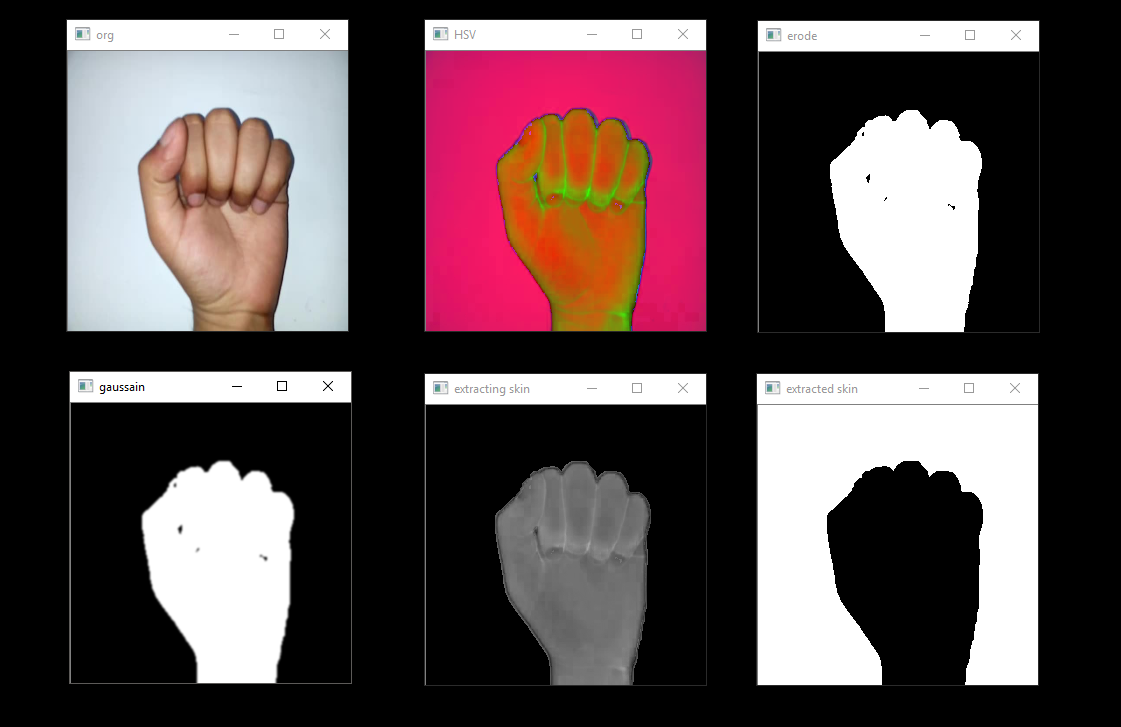 org
HSV
erode
gaussain
extracting skin
extracted skin